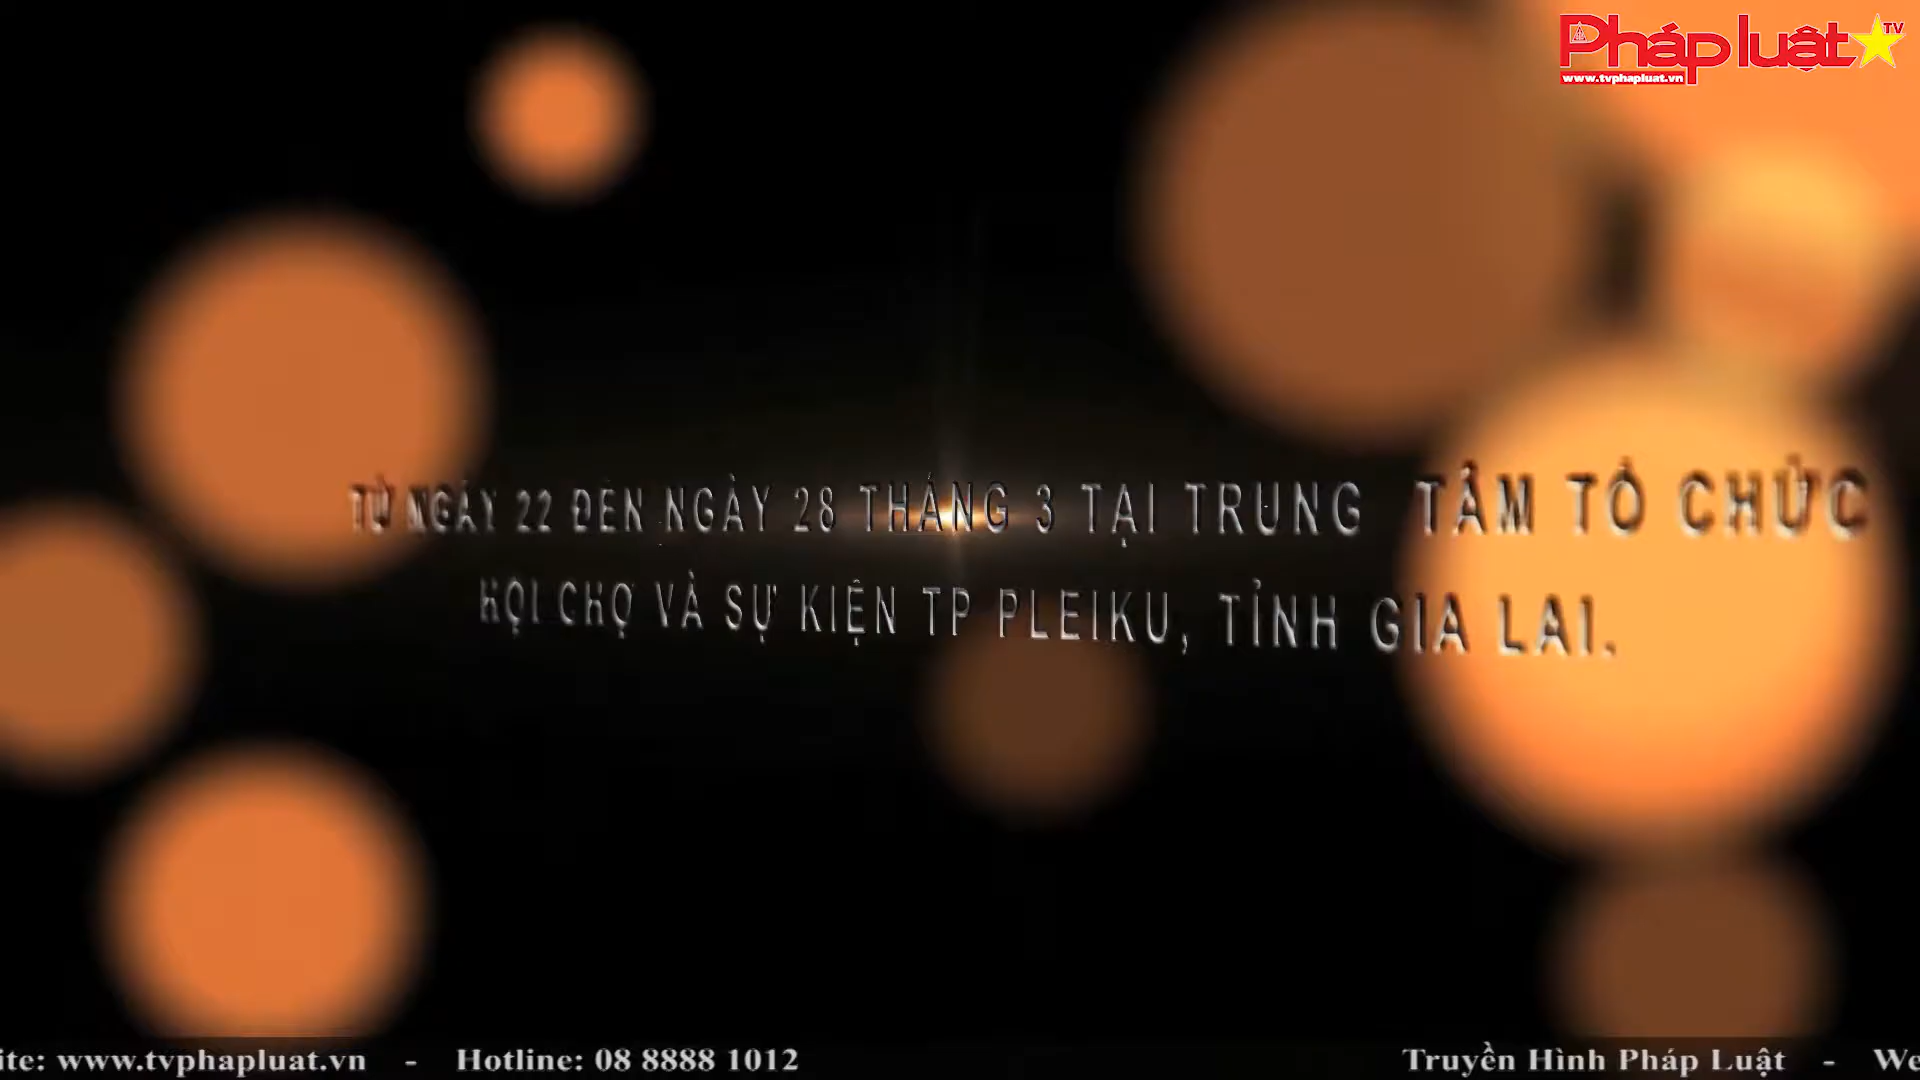 Pháp luật TV
www.tvphapluat.vn
TỪ NGÀY 22 ĐẾN NGÀY 28 THÁNG 3 TẠI TRUNG TÂM TỔ CHỨC
HỘI CHỢ VÀ SỰ KIỆN TP PLEIKU, TỈNH GIA LAI.
ite: www.tvphapluat.vn - Hotline: 08 8888 1012 Truyền Hình Pháp Luật - We